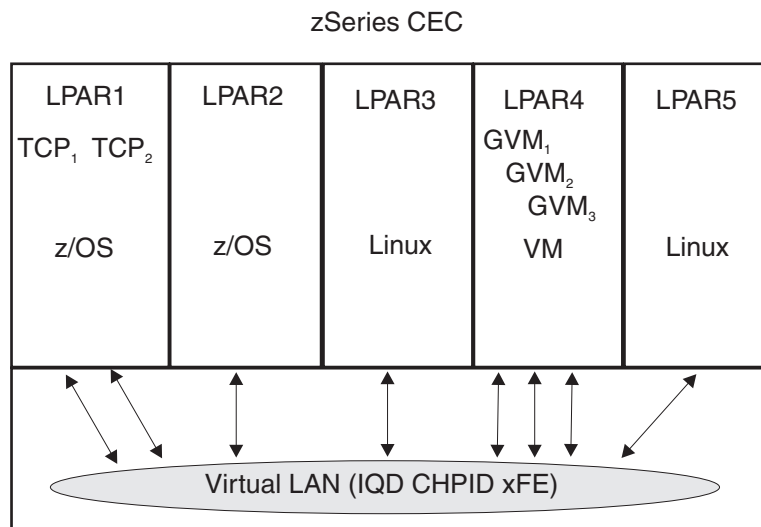 zSeries CEC
LPAR1 LPAR2 LPAR3 LPAR4 LPAR5
TCP₁ TCP₂
GVM₁
GVM₂
GVM₃
z/OS z/OS Linux VM Linux
Virtual LAN (IQD CHPID xFE)